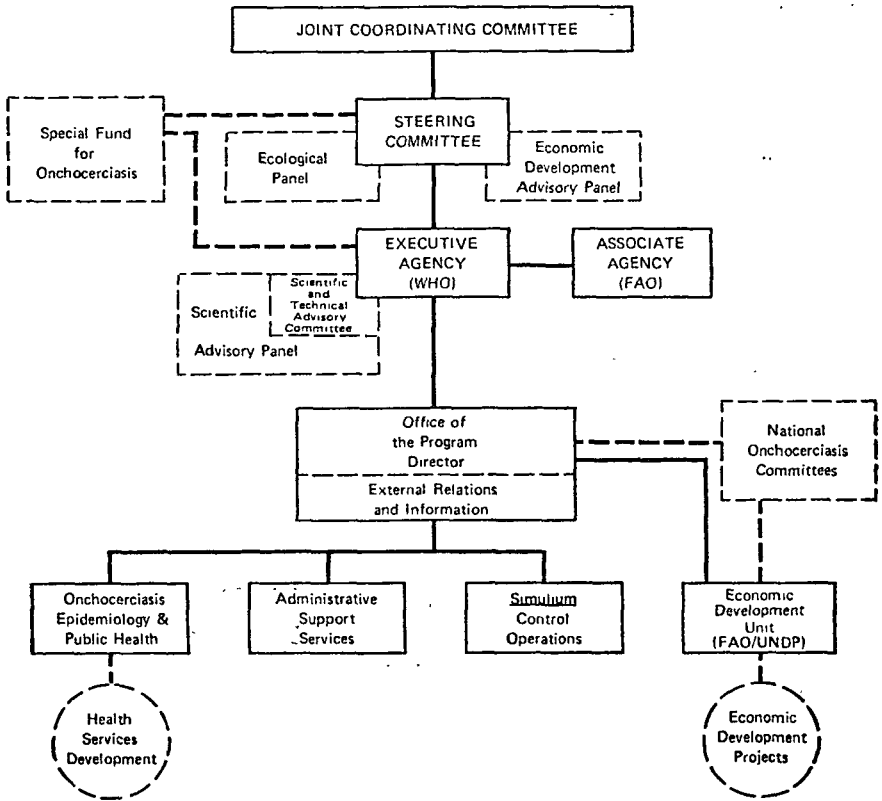 JOINT COORDINATING COMMITTEE
Special Fund
for
Onchocerciasis
STEERING
COMMITTEE
Ecological
Panel
Economic
Development
Advisory Panel
EXECUTIVE
AGENCY
(WHO)
ASSOCIATE
AGENCY
(FAO)
Scientific
Advisory Panel
Scientific
and
Technical
Advisory
Committee
Office of
the Program
Director
External Relations
and Information
National
Onchocerciasis
Committees
Onchocerciasis
Epidemiology &
Public Health
Administrative
Support
Services
Simulium
Control
Operations
Economic
Development
Unit
(FAO/UNDP)
Health
Services
Development
Economic
Development
Projects